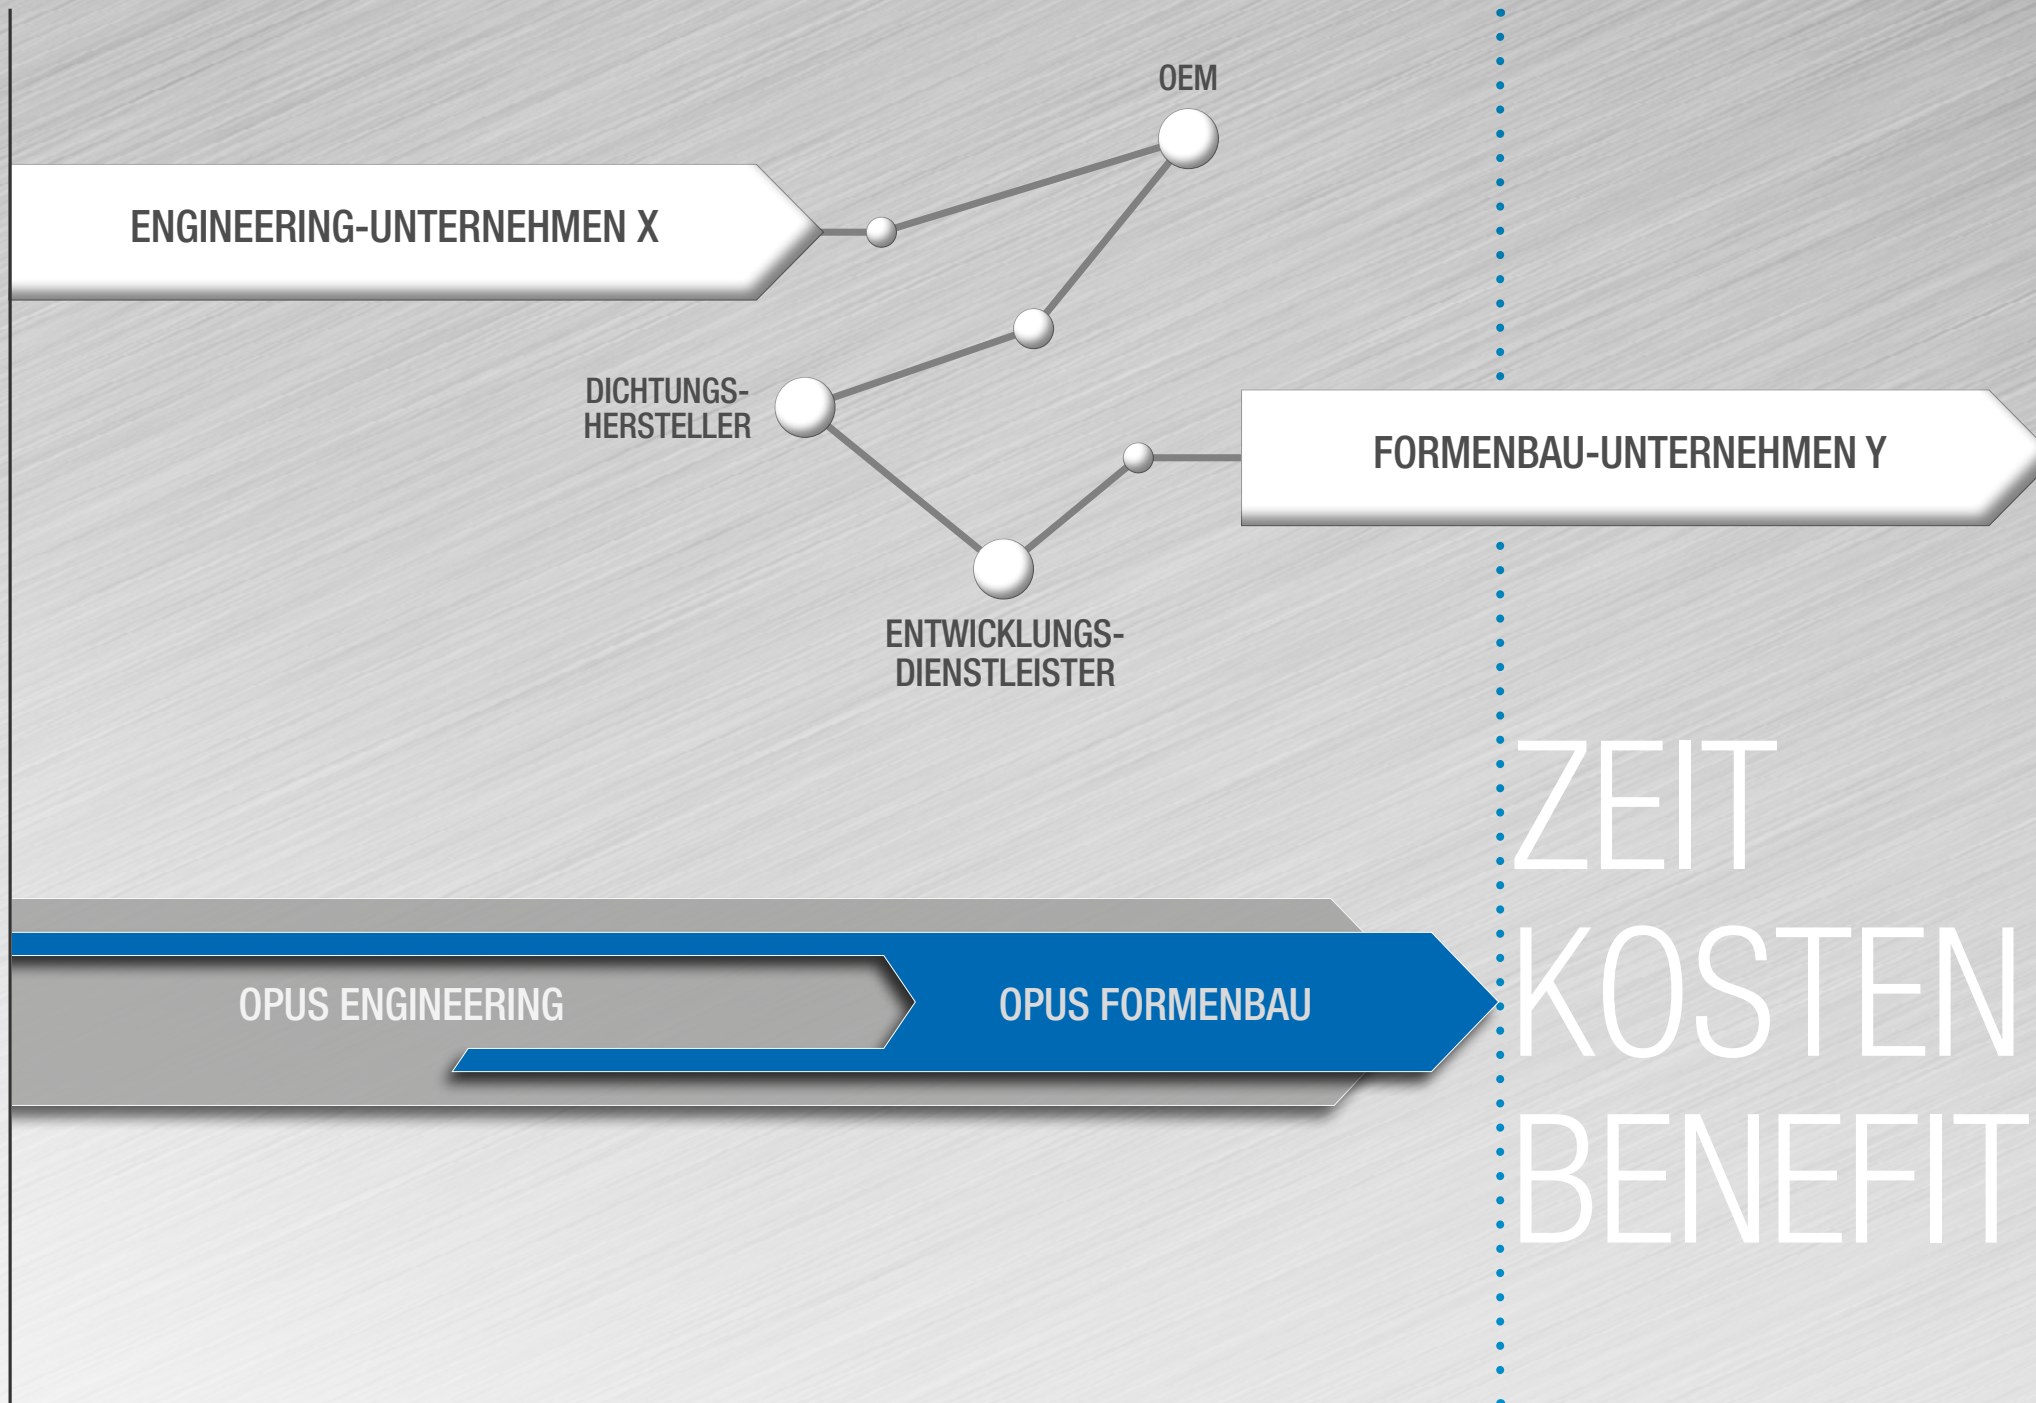 OEM
ENGINEERING-UNTERNEHMEN X
DICHTUNGS-
HERSTELLER
FORMENBAU-UNTERNEHMEN Y
ENTWICKLUNGS-
DIENSTLEISTER
ZEIT
KOSTEN
BENEFIT
OPUS ENGINEERING
OPUS FORMENBAU